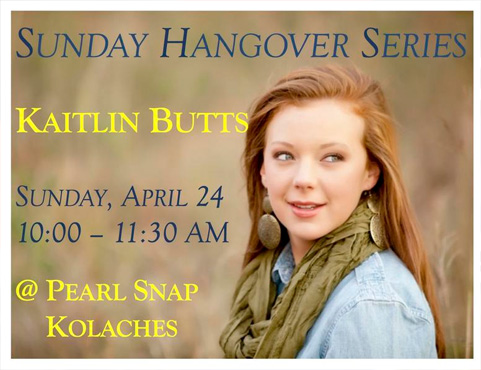 Sunday Hangover Series
Kaitlin Butts
Sunday, April 24
10:00 – 11:30 AM
@ Pearl Snap
Kolaches